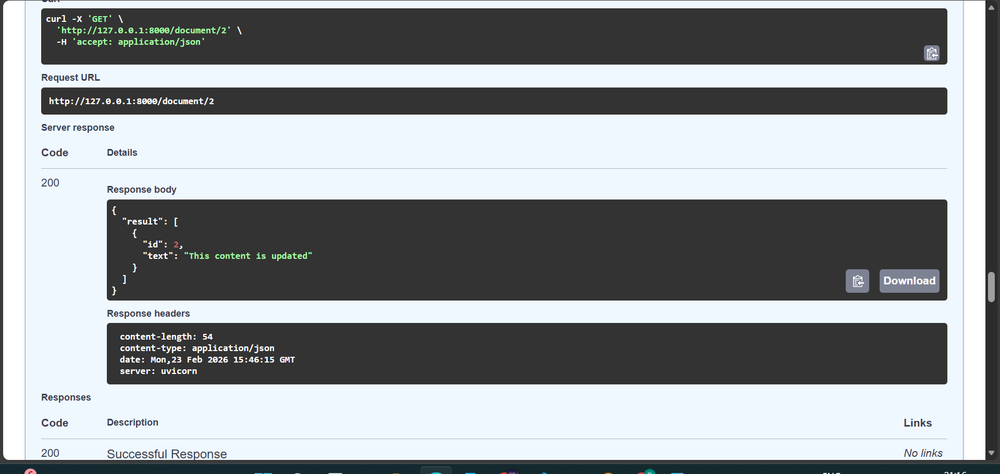 curl -X 'GET' \
  'http://127.0.0.1:8000/document/2' \
  -H 'accept: application/json'
Request URL
http://127.0.0.1:8000/document/2
Server response
Code Details
200
Response body
{
  "result": [
    {
      "id": 2,
      "text": "This content is updated"
    }
  ]
}
Download
Response headers
content-length: 54
content-type: application/json
date: Mon,23 Feb 2026 15:46:15 GMT
server: uvicorn
Responses
Code Description Links
200 Successful Response No links